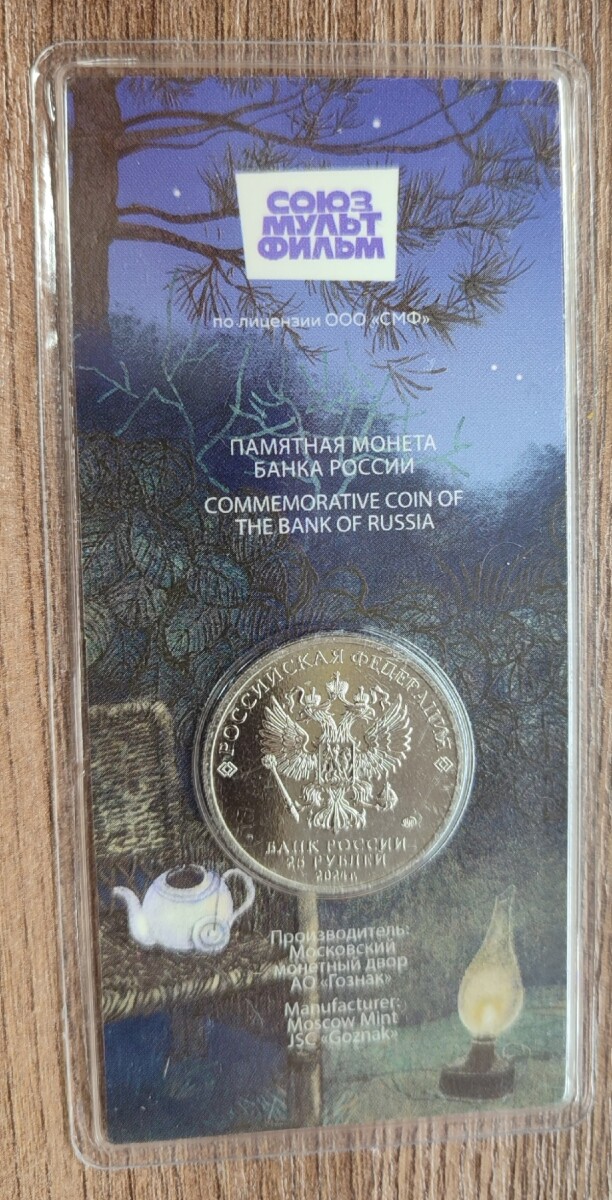 СОЮЗ
МУЛЬТ
ФИЛЬМ
по лицензии ООО «СМФ»
ПАМЯТНАЯ МОНЕТА
БАНКА РОССИИ
COMMEMORATIVE COIN OF
THE BANK OF RUSSIA
РОССИЙСКАЯ ФЕДЕРАЦИЯ
БАНК РОССИИ
25 РУБЛЕЙ
2024 г.
Производитель:
Московский
монетный двор
АО «Гознак»
Manufacturer:
Moscow Mint
JSC «Goznak»